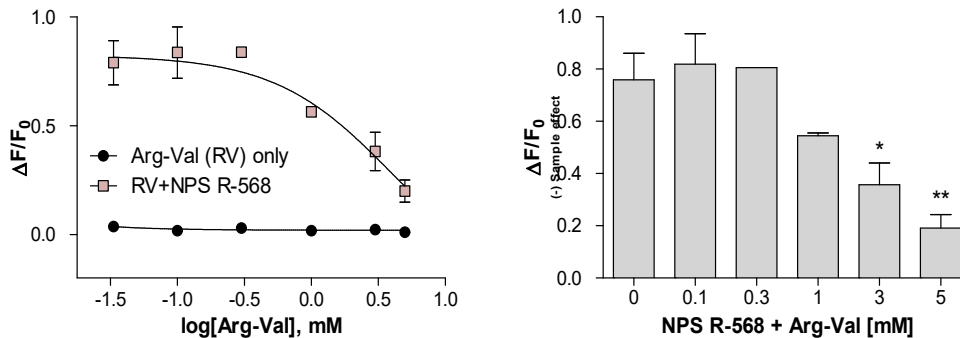 1.0
0.5
0.0
ΔF/F0
Arg-Val (RV) only
RV+NPS R-568
-1.5 -1.0 -0.5 0.0 0.5 1.0
log[Arg-Val], mM
1.0
0.8
0.6
0.4
0.2
0.0
ΔF/F0
(-) Sample effect
*
**
0 0.1 0.3 1 3 5
NPS R-568 + Arg-Val [mM]